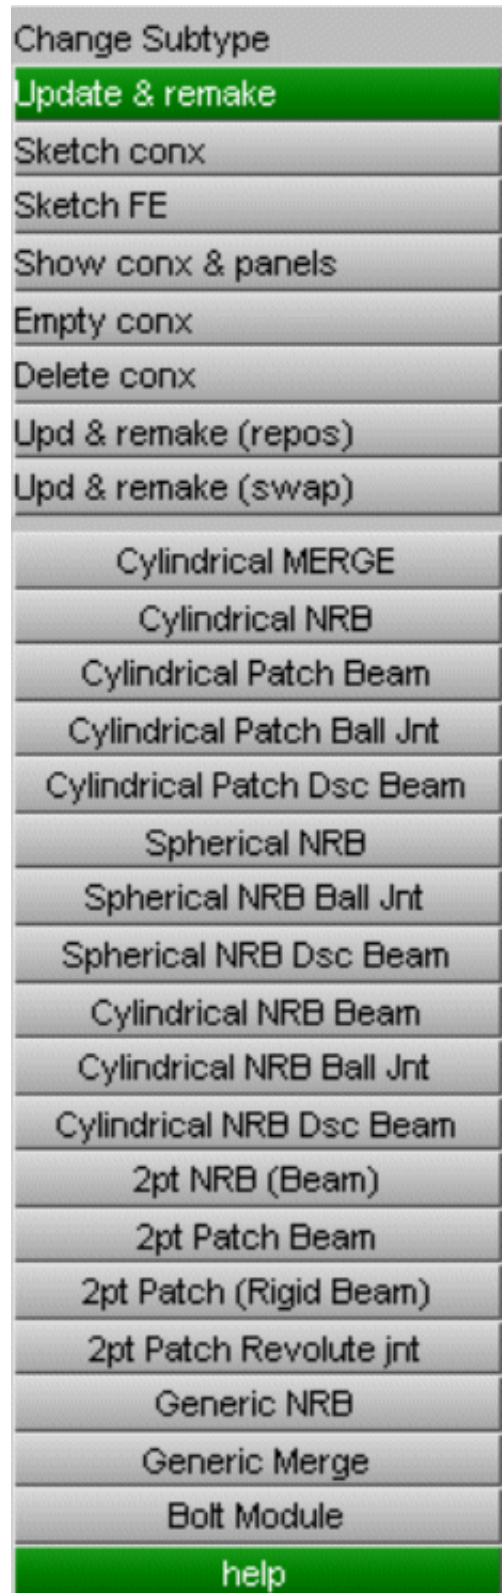 Change Subtype
Update & remake
Sketch conx
Sketch FE
Show conx & panels
Empty conx
Delete conx
Upd & remake (repos)
Upd & remake (swap)
Cylindrical MERGE
Cylindrical NRB
Cylindrical Patch Beam
Cylindrical Patch Ball Jnt
Cylindrical Patch Dsc Beam
Spherical NRB
Spherical NRB Ball Jnt
Spherical NRB Dsc Beam
Cylindrical NRB Beam
Cylindrical NRB Ball Jnt
Cylindrical NRB Dsc Beam
2pt NRB (Beam)
2pt Patch Beam
2pt Patch (Rigid Beam)
2pt Patch Revolute jnt
Generic NRB
Generic Merge
Bolt Module
help